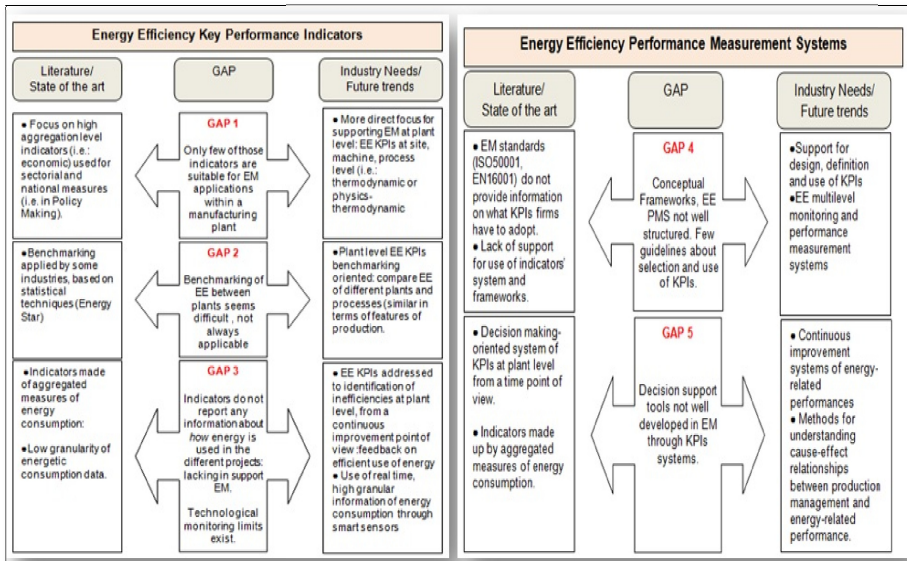 Energy Efficiency Key Performance Indicators
Literature/
State of the art
GAP
Industry Needs/
Future trends
● Focus on high
aggregation level
indicators (i.e.:
economic) used for
sectorial and
national measures
(i.e. in Policy
Making).
GAP 1
Only few of those
indicators are
suitable for EM
applications
within a
manufacturing
plant
● More direct focus for
supporting EM at plant
level: EE KPIs at site,
machine, process level (i.e.:
thermodynamic or
physics-
thermodynamic
● Benchmarking
applied by some
industries, based on
statistical
techniques (Energy
Star)
GAP 2
Benchmarking of
EE between
plants seems
difficult , not
always
applicable
● Plant level EE KPIs
benchmarking
oriented: compare EE
of different plants and
processes (similar in
terms of features of
production.
● Indicators made
of aggregated
measures of
energy
consumption:
● Low granularity of
energetic
consumption data.
GAP 3
Indicators do not
report any
information about
how energy is
used in the
different projects:
lacking in support
EM.
Technological
monitoring limits
exist.
● EE KPIs addressed
to identification of
inefficiencies at plant
level, from a
continuous
improvement point
of view :feedback on
efficient use of energy
● Use of real time,
high granular
information of energy
consumption through
smart sensors
Energy Efficiency Performance Measurement Systems
Literature/
State of the art
GAP
Industry Needs/
Future trends
● EM standards
(ISO50001,
EN16001) do not
provide information
on what KPIs firms
have to adopt.
● Lack of support
for use of indicators'
system and
frameworks.
GAP 4
Conceptual
Frameworks, EE
PMS not well
structured. Few
guidelines about
selection and use
of KPIs.
●Support for
design, definition
and use of KPIs
●EE multilevel
monitoring and
performance
measurement
systems
● Decision making-
oriented system of
KPIs at plant level
from a time point of
view.
● Indicators made
up by aggregated
measures of energy
consumption.
GAP 5
Decision support
tools not well
developed in EM
through KPIs
systems.
● Continuous
improvement
systems of energy-
related
performances
● Methods for
understanding
cause-effect
relationships
between production
management and
energy-related
performance.